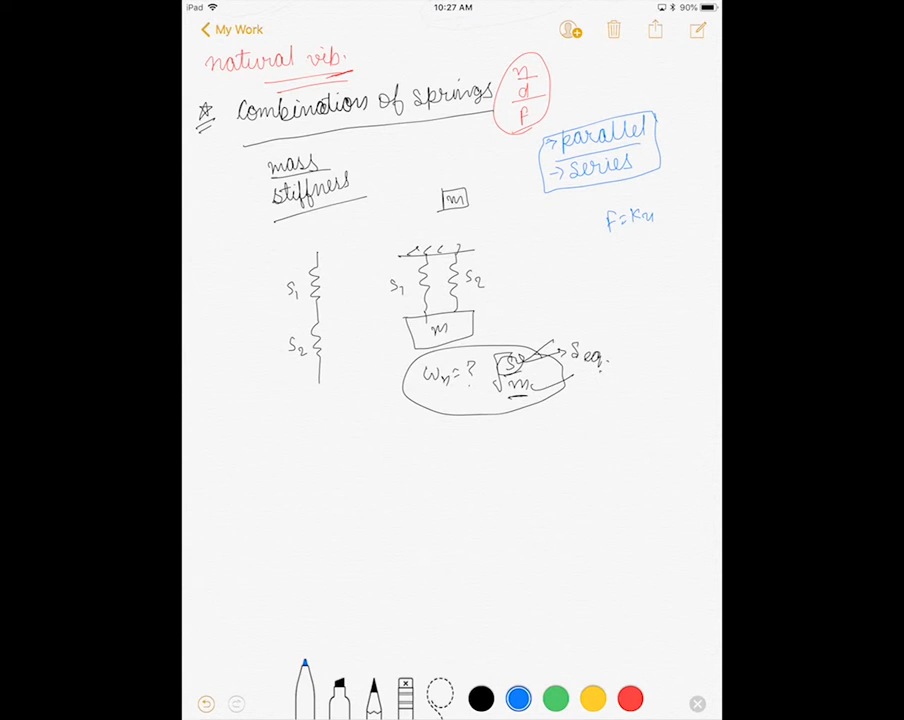 iPad 10:27 AM 90%
My Work
natural vib.
Combination of springs
n
d
F
→ parallel
→ series
mass
stiffness
m
F = Kx
S1
S2
S1 S2
m
ωn = ? √ S → S eq.
m